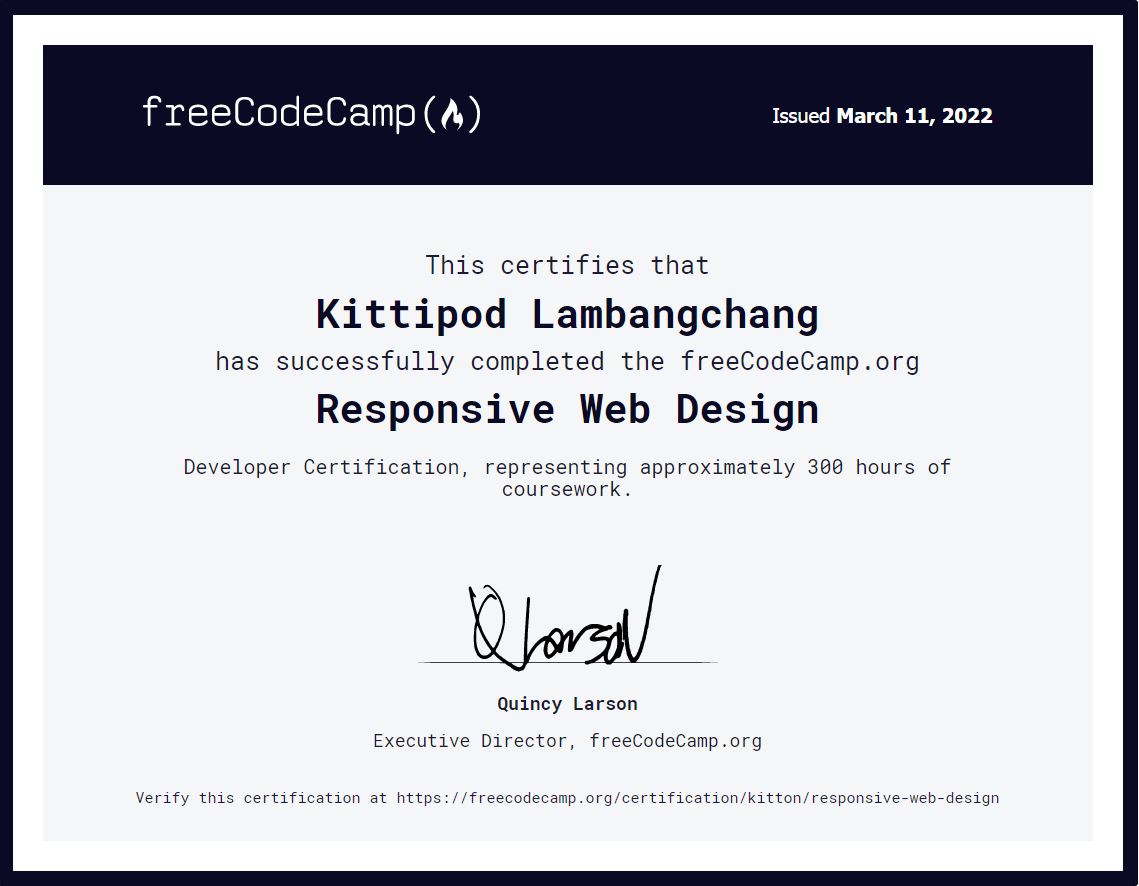 freeCodeCamp(🔥)
Issued March 11, 2022
This certifies that
Kittipod Lambangchang
has successfully completed the freeCodeCamp.org
Responsive Web Design
Developer Certification, representing approximately 300 hours of
coursework.
Q Larson
Quincy Larson
Executive Director, freeCodeCamp.org
Verify this certification at https://freecodecamp.org/certification/kitton/responsive-web-design